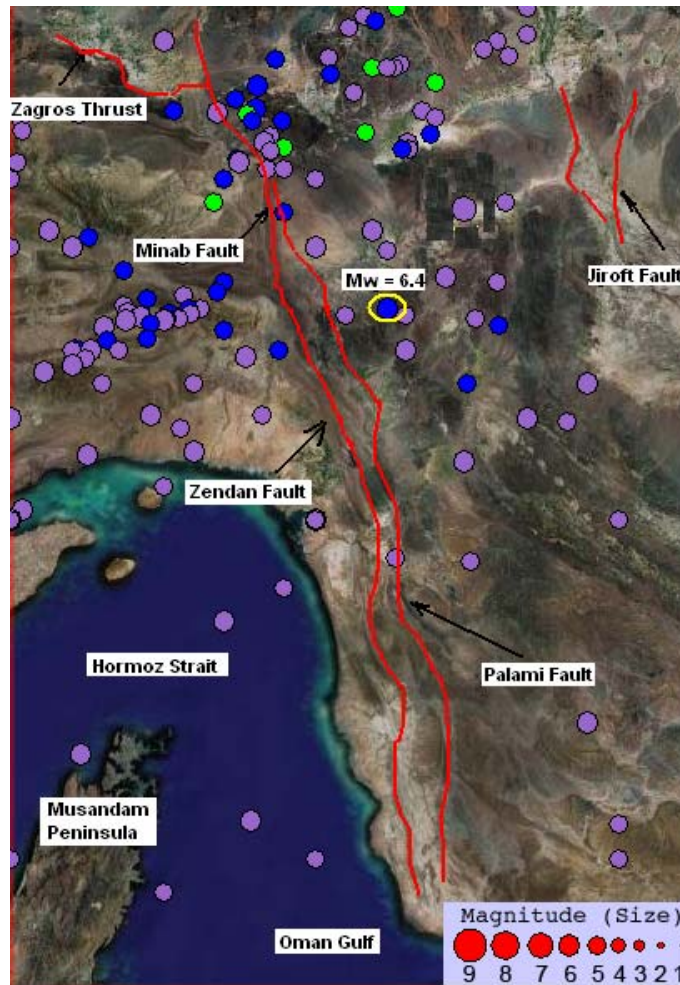 Zagros Thrust
Minab Fault
Mw = 6.4
Jiroft Fault
Zendan Fault
Hormoz Strait
Palami Fault
Musandam
Peninsula
Oman Gulf
Magnitude (Size)
9 8 7 6 5 4 3 2 1